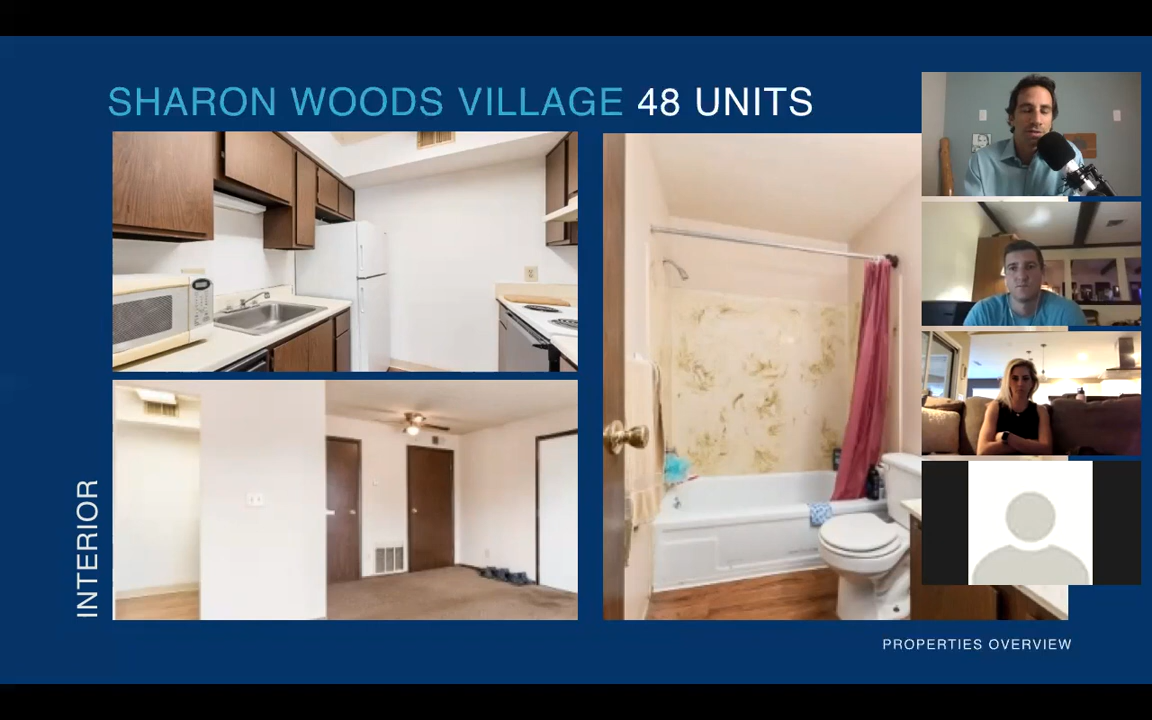 SHARON WOODS VILLAGE 48 UNITS
INTERIOR
PROPERTIES OVERVIEW